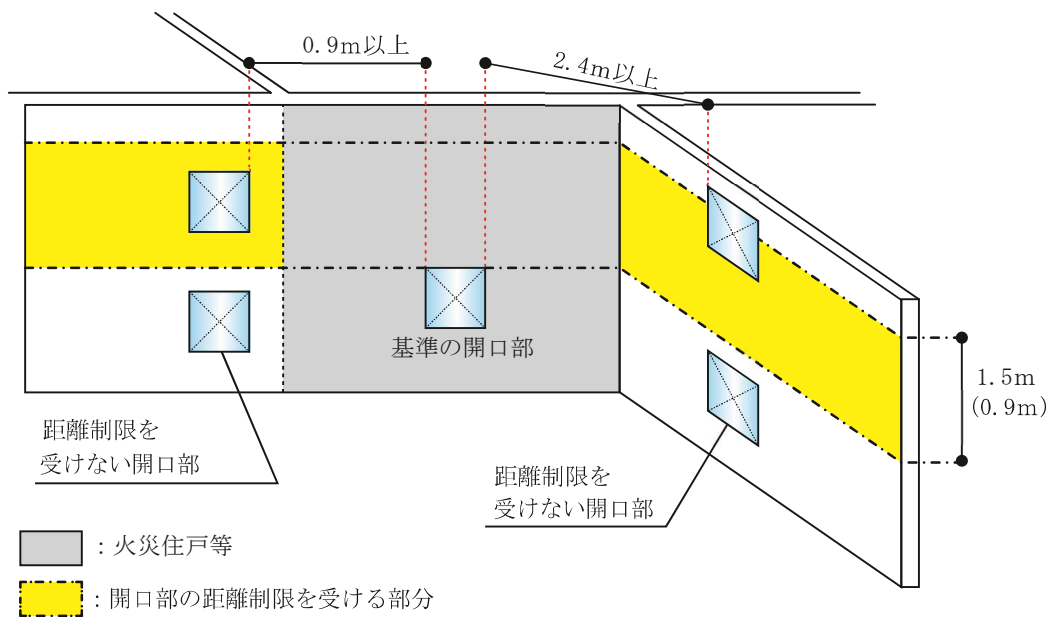 0.9m以上
2.4m以上
基準の開口部
1.5m
(0.9m)
距離制限を
受けない開口部
距離制限を
受けない開口部
：火災住戸等
：開口部の距離制限を受ける部分